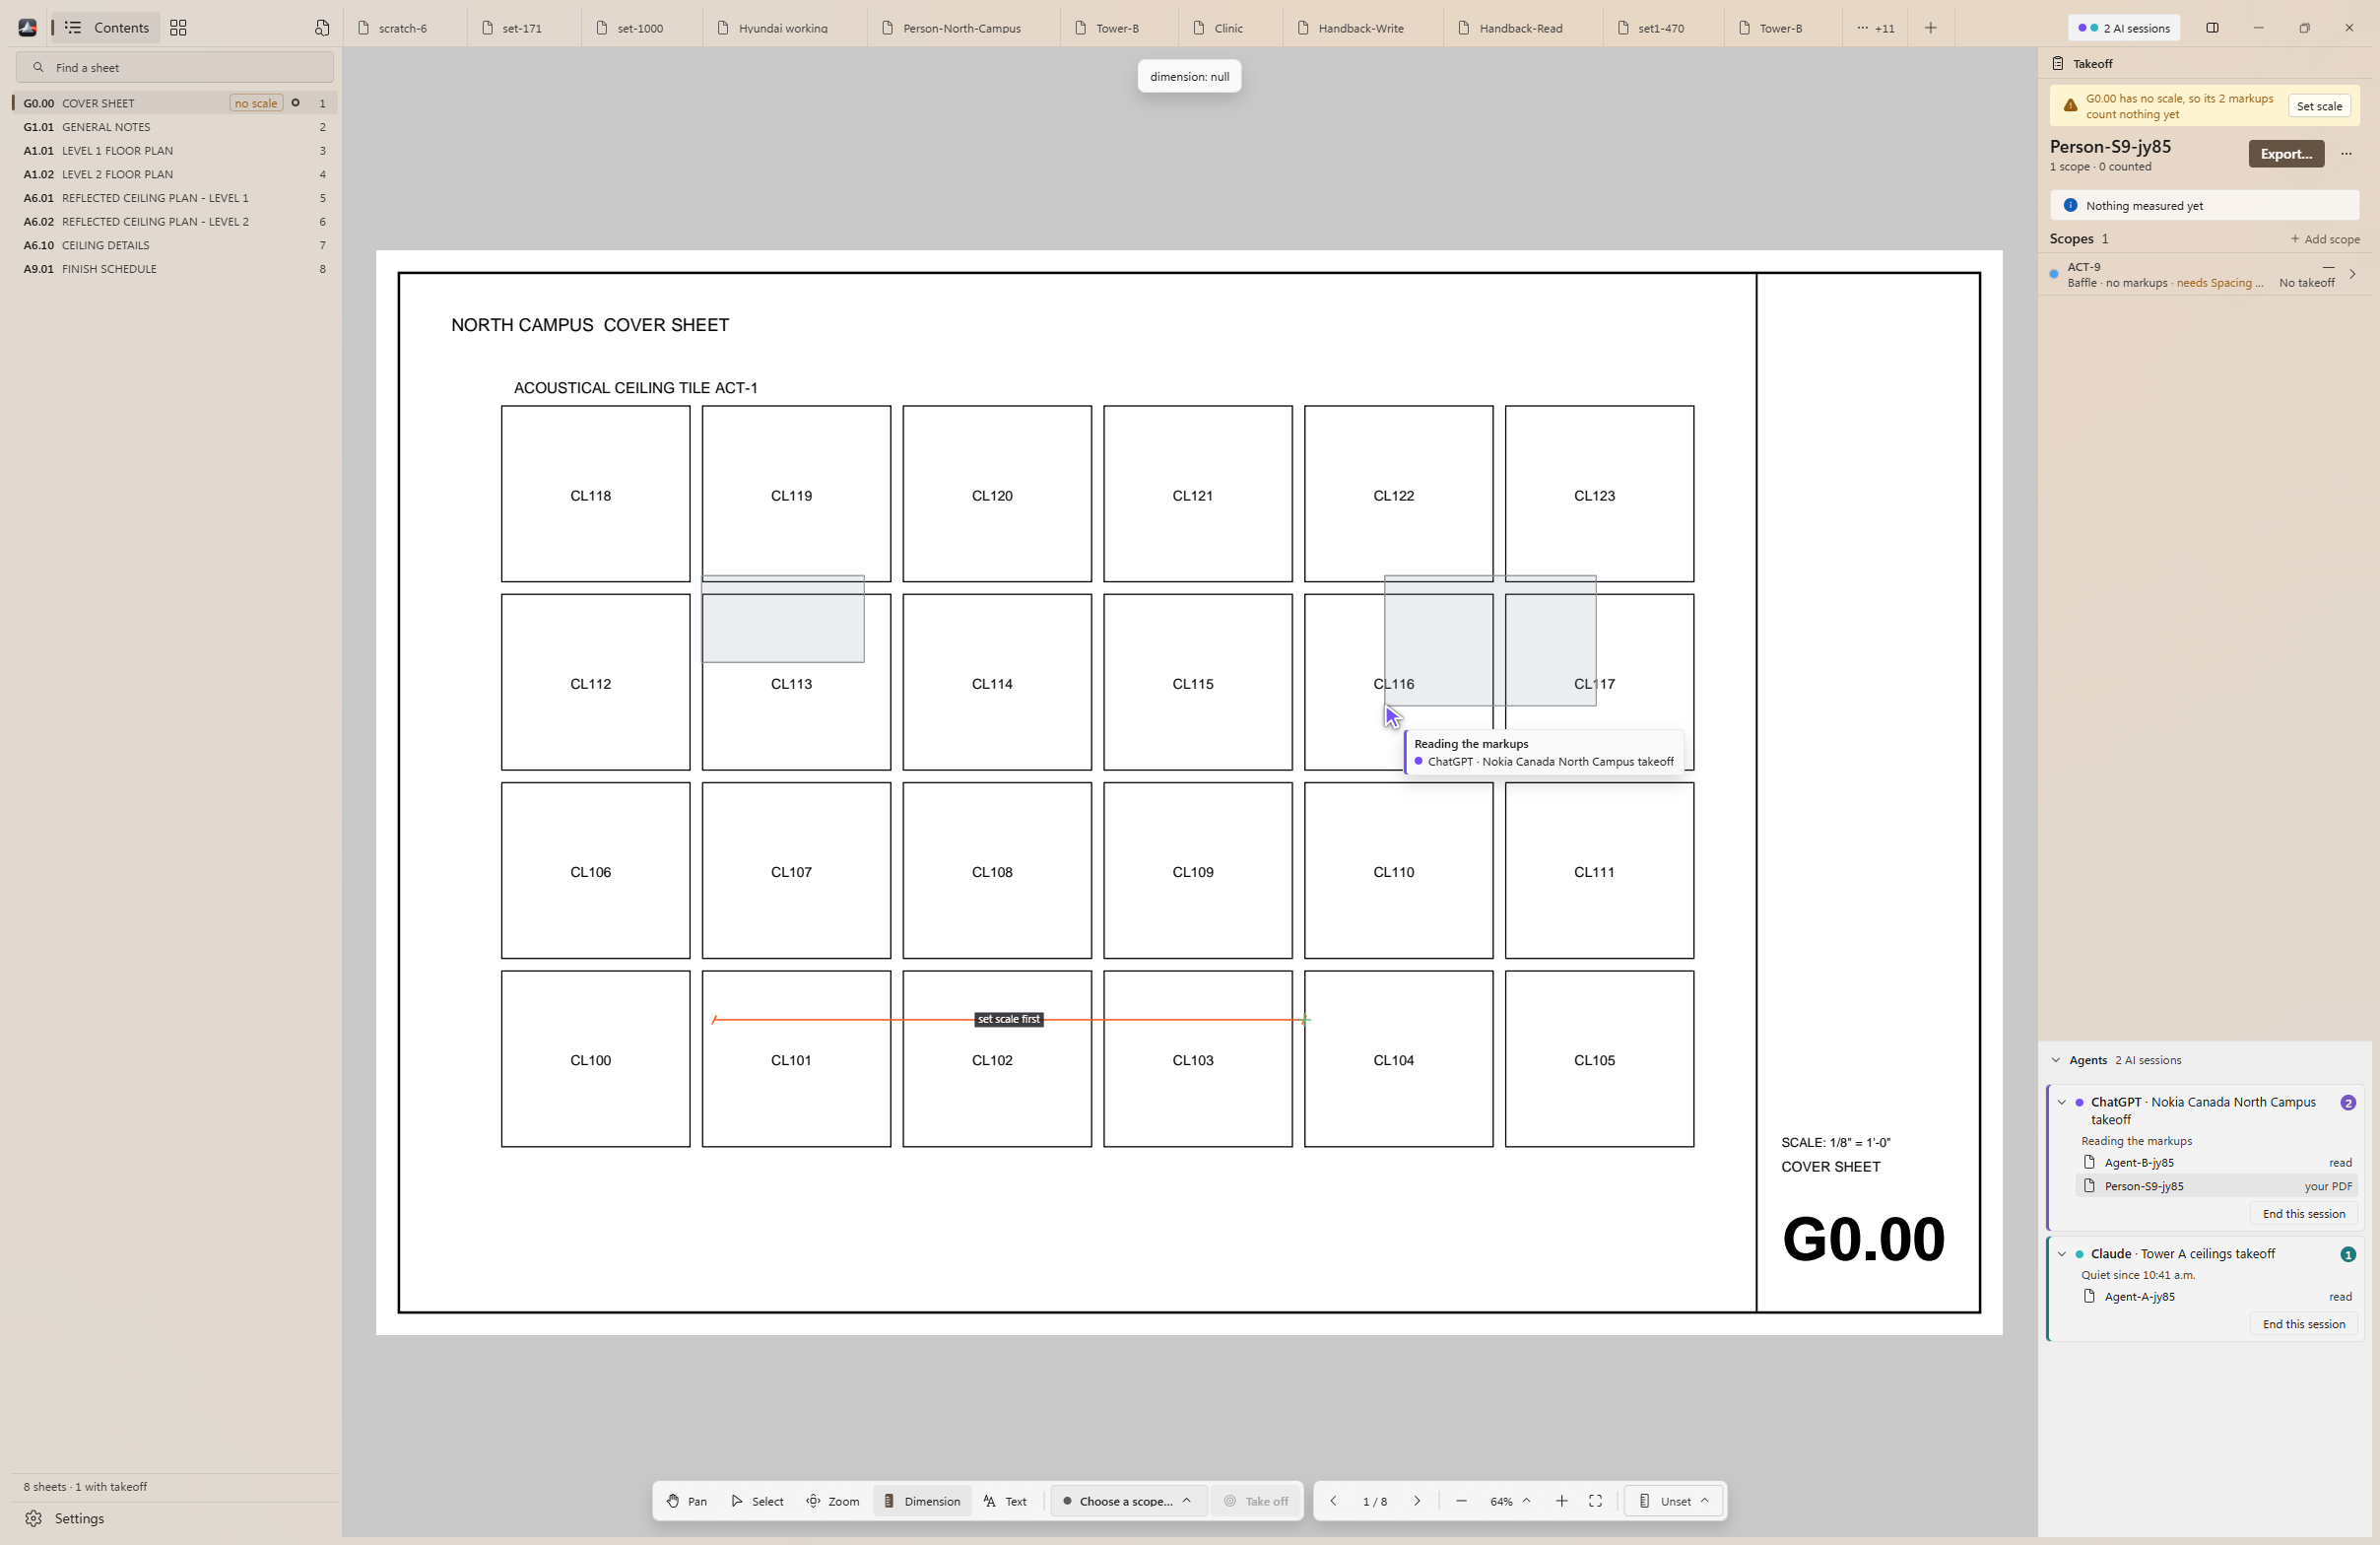 Contents
scratch-6
set-171
set-1000
Hyundai working
Person-North-Campus
Tower-B
Clinic
Handback-Write
Handback-Read
set1-470
Tower-B
··· +11
2 AI sessions
Find a sheet
G0.00 COVER SHEET no scale 1
G1.01 GENERAL NOTES 2
A1.01 LEVEL 1 FLOOR PLAN 3
A1.02 LEVEL 2 FLOOR PLAN 4
A6.01 REFLECTED CEILING PLAN - LEVEL 1 5
A6.02 REFLECTED CEILING PLAN - LEVEL 2 6
A6.10 CEILING DETAILS 7
A9.01 FINISH SCHEDULE 8
8 sheets · 1 with takeoff
Settings
dimension: null
NORTH CAMPUS COVER SHEET
ACOUSTICAL CEILING TILE ACT-1
CL118 CL119 CL120 CL121 CL122 CL123
CL112 CL113 CL114 CL115 CL116 CL117
Reading the markups
ChatGPT · Nokia Canada North Campus takeoff
CL106 CL107 CL108 CL109 CL110 CL111
set scale first
CL100 CL101 CL102 CL103 CL104 CL105
SCALE: 1/8" = 1'-0"
COVER SHEET
G0.00
Pan Select Zoom Dimension Text Choose a scope... Take off
1 / 8 64% Unset
Takeoff
G0.00 has no scale, so its 2 markups
count nothing yet
Set scale
Person-S9-jy85
1 scope · 0 counted
Export...
Nothing measured yet
Scopes 1 + Add scope
ACT-9 —
Baffle · no markups · needs Spacing ... No takeoff
Agents 2 AI sessions
ChatGPT · Nokia Canada North Campus 2
takeoff
Reading the markups
Agent-B-jy85 read
Person-S9-jy85 your PDF
End this session
Claude · Tower A ceilings takeoff 1
Quiet since 10:41 a.m.
Agent-A-jy85 read
End this session